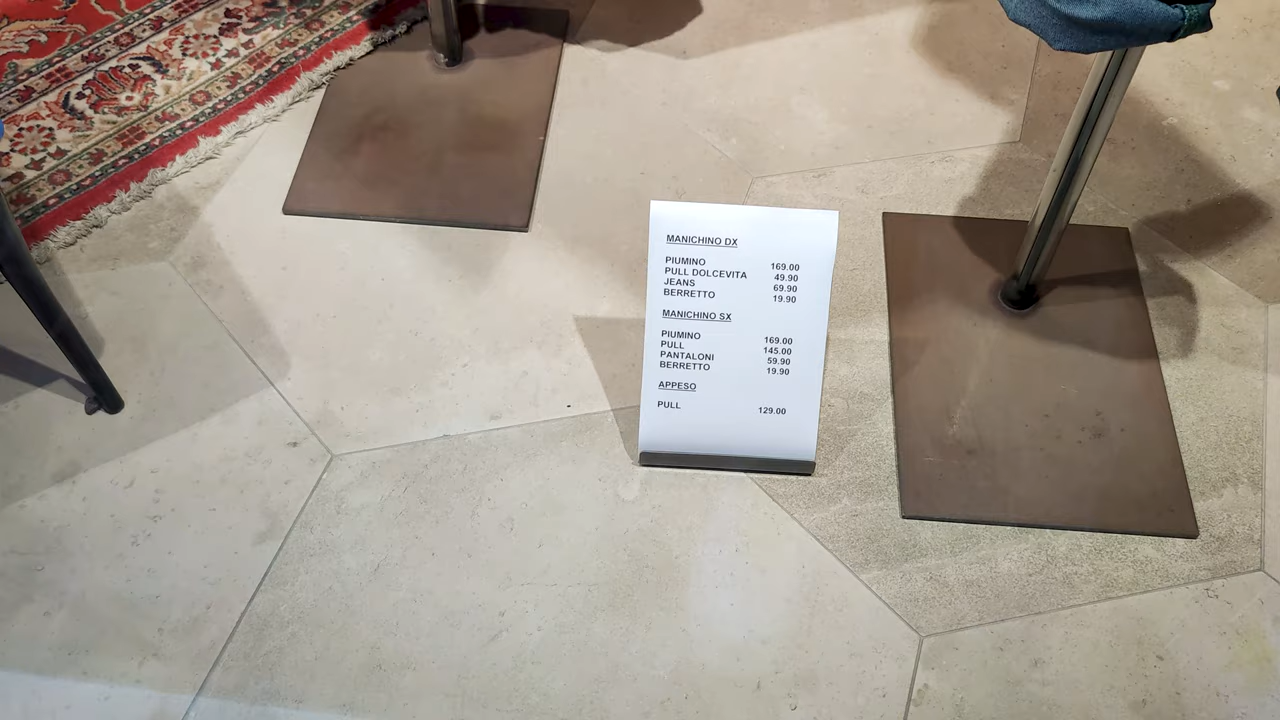 MANICHINO DX
PIUMINO 169.00
PULL DOLCEVITA 49.90
JEANS 69.90
BERRETTO 19.90
MANICHINO SX
PIUMINO 169.00
PULL 145.00
PANTALONI 59.90
BERRETTO 19.90
APPESO
PULL 129.00